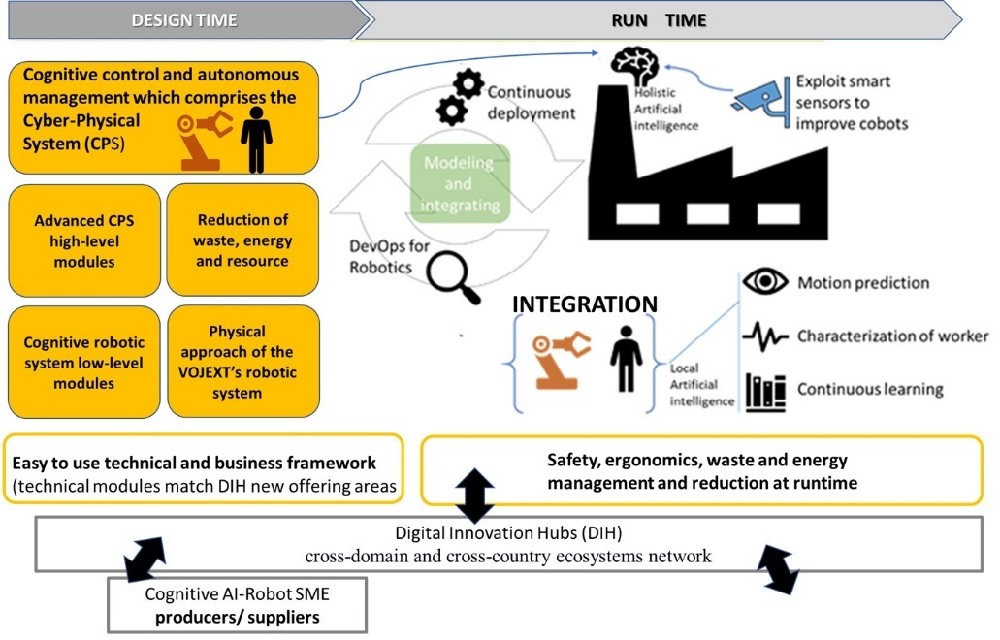 DESIGN TIME
RUN TIME
Cognitive control and autonomous
management which comprises the
Cyber-Physical
System (CPS)
Advanced CPS
high-level
modules
Reduction of
waste, energy
and resource
Cognitive robotic
system low-level
modules
Physical
approach of the
VOJEXT's robotic
system
Continuous
deployment
Modeling
and
integrating
DevOps for
Robotics
Holistic
Artificial
intelligence
Exploit smart
sensors to
improve cobots
INTEGRATION
Local
Artificial
intelligence
Motion prediction
Characterization of worker
Continuous learning
Easy to use technical and business framework
(technical modules match DIH new offering areas
Safety, ergonomics, waste and energy
management and reduction at runtime
Digital Innovation Hubs (DIH)
cross-domain and cross-country ecosystems network
Cognitive AI-Robot SME
producers/ suppliers